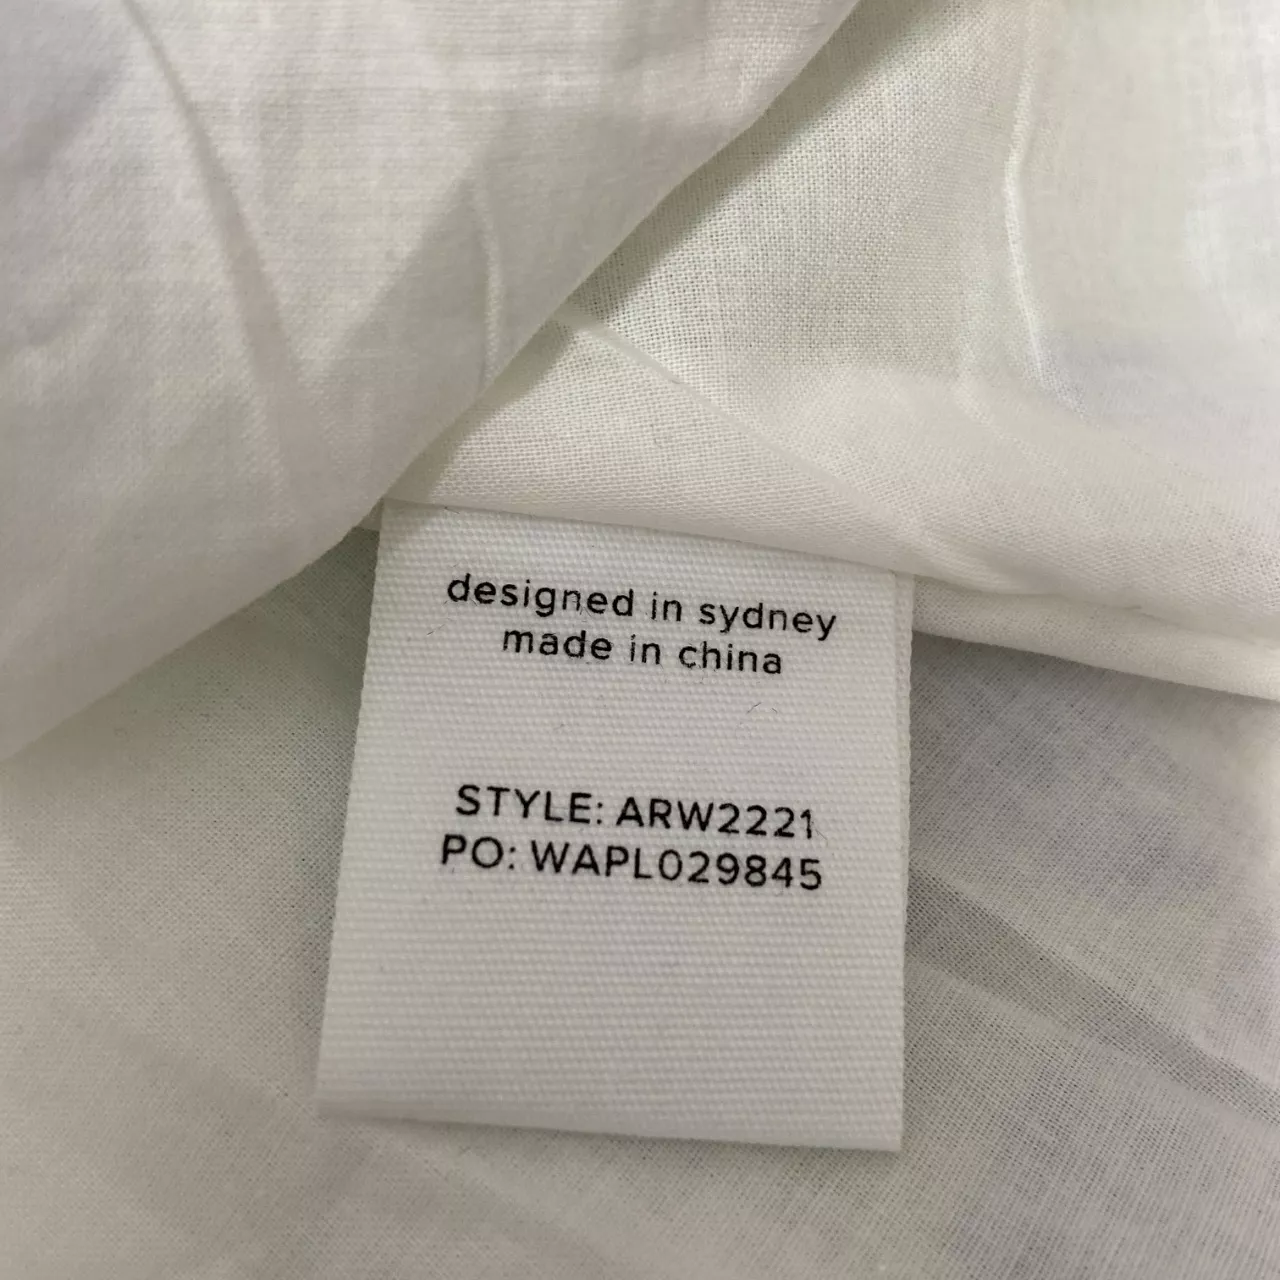 designed in sydney
made in china
STYLE: ARW2221
PO: WAPL029845